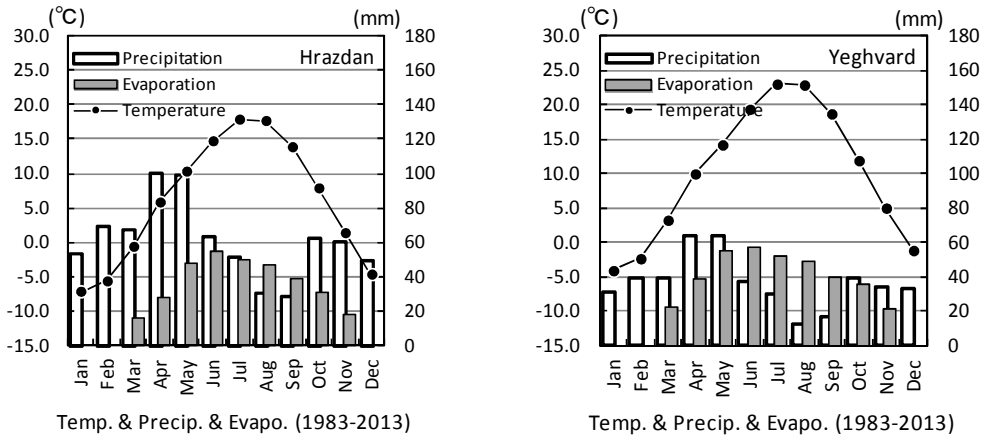 (℃) (mm)
Hrazdan
Precipitation
Evaporation
Temperature
30.0 180
25.0 160
20.0 140
15.0 120
10.0 100
5.0 80
0.0 60
-5.0 40
-10.0 20
-15.0 0
Jan Feb Mar Apr May Jun Jul Aug Sep Oct Nov Dec
Temp. & Precip. & Evapo. (1983-2013)
(℃) (mm)
Yeghvard
Precipitation
Evaporation
Temperature
30.0 180
25.0 160
20.0 140
15.0 120
10.0 100
5.0 80
0.0 60
-5.0 40
-10.0 20
-15.0 0
Jan Feb Mar Apr May Jun Jul Aug Sep Oct Nov Dec
Temp. & Precip. & Evapo. (1983-2013)